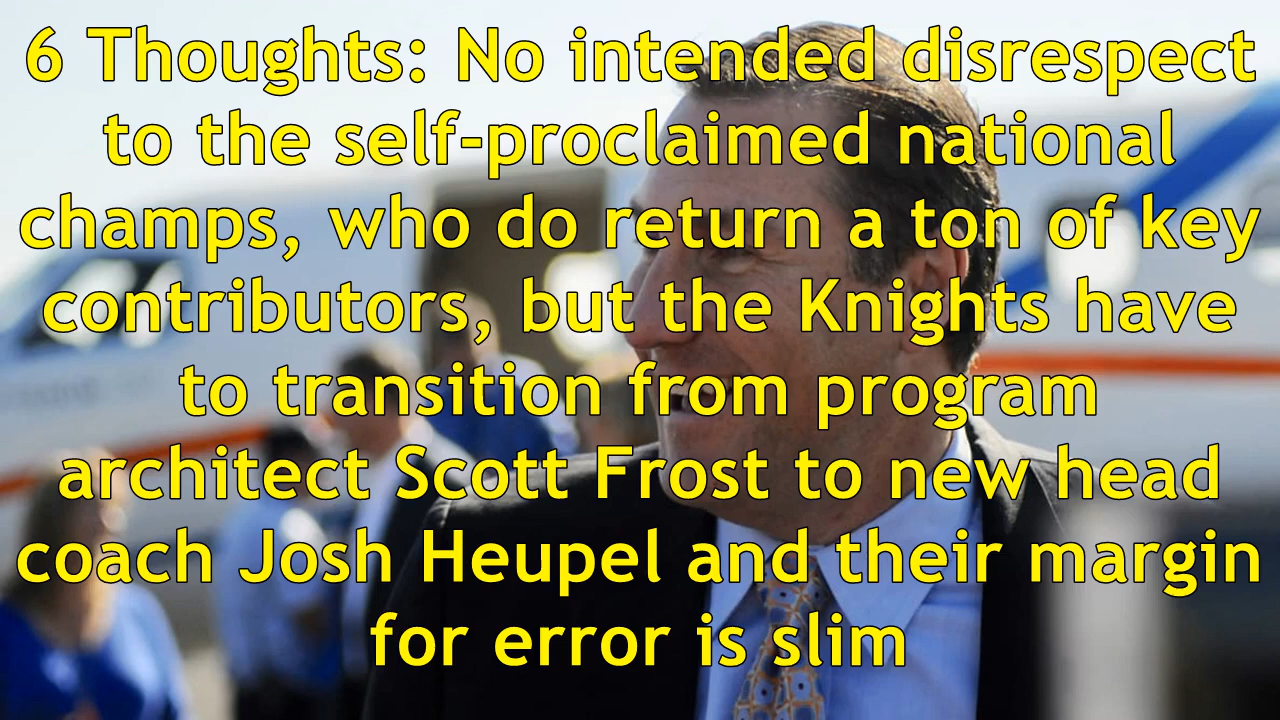 6 Thoughts: No intended disrespect
to the self-proclaimed national
champs, who do return a ton of key
contributors, but the Knights have
to transition from program
architect Scott Frost to new head
coach Josh Heupel and their margin
for error is slim